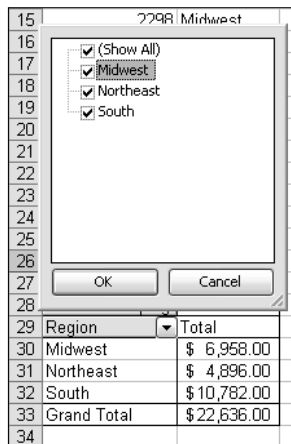 15 2298 Midwest
16 (Show All)
17 Midwest
18 Northeast
19 South
20
21
22
23
24
25
26
27 OK Cancel
28
29 Region Total
30 Midwest $ 6,958.00
31 Northeast $ 4,896.00
32 South $10,782.00
33 Grand Total $22,636.00
34